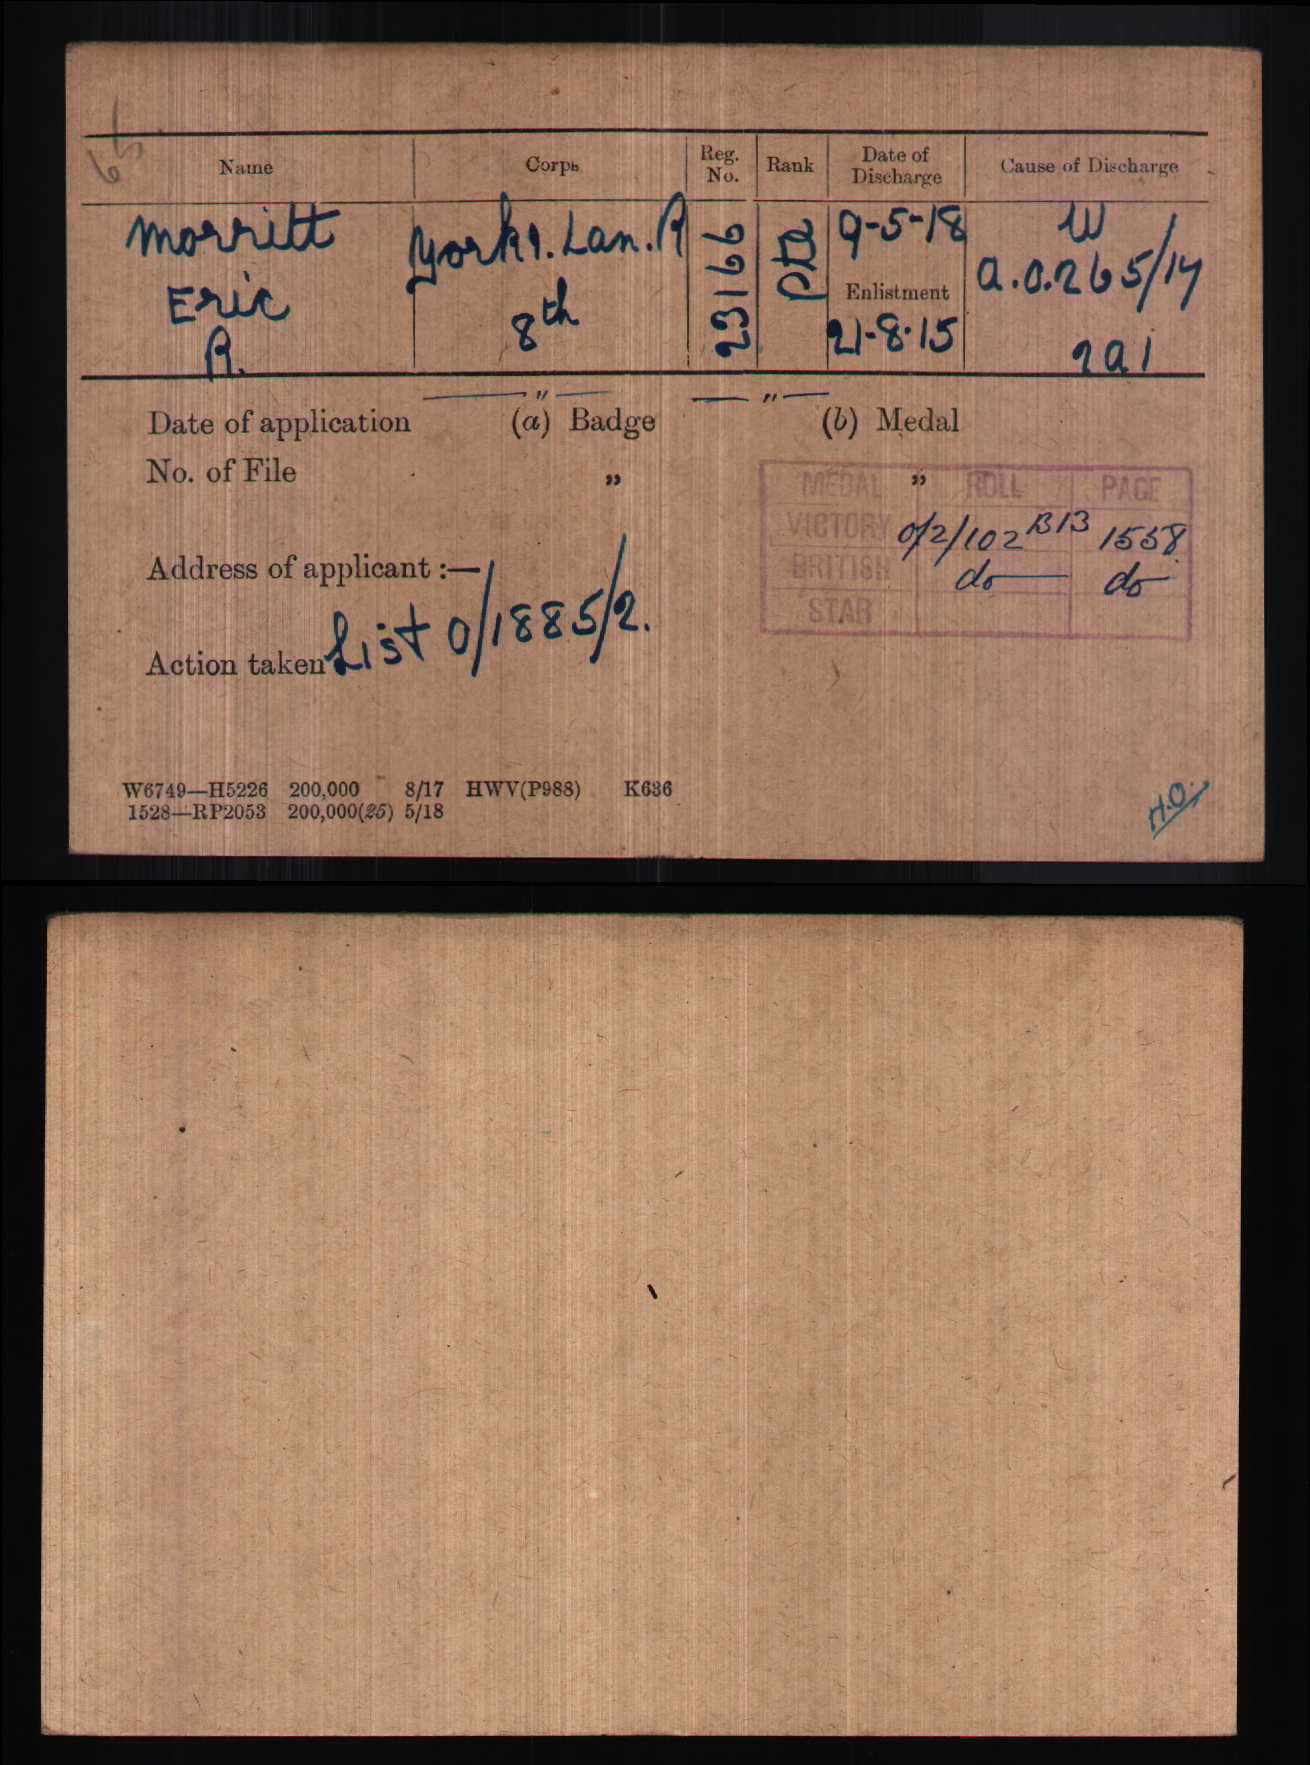 65
Name Corps Reg. No. Rank Date of Discharge Cause of Discharge
Morritt York & Lan. R 23166 Pte 9-5-18 W
Eric 8th Enlistment a.o.265/17
R. 21-8-15 2a1
" "
Date of application (a) Badge (b) Medal
No. of File " "
MEDAL ROLL PAGE
VICTORY O/2/102 B13 1558
BRITISH do do
STAR
Address of applicant :—
Action taken List O/1885/2.
W6749—H5226 200,000 8/17 HWV(P988) K636
1528—RP2053 200,000(25) 5/18
H.O.